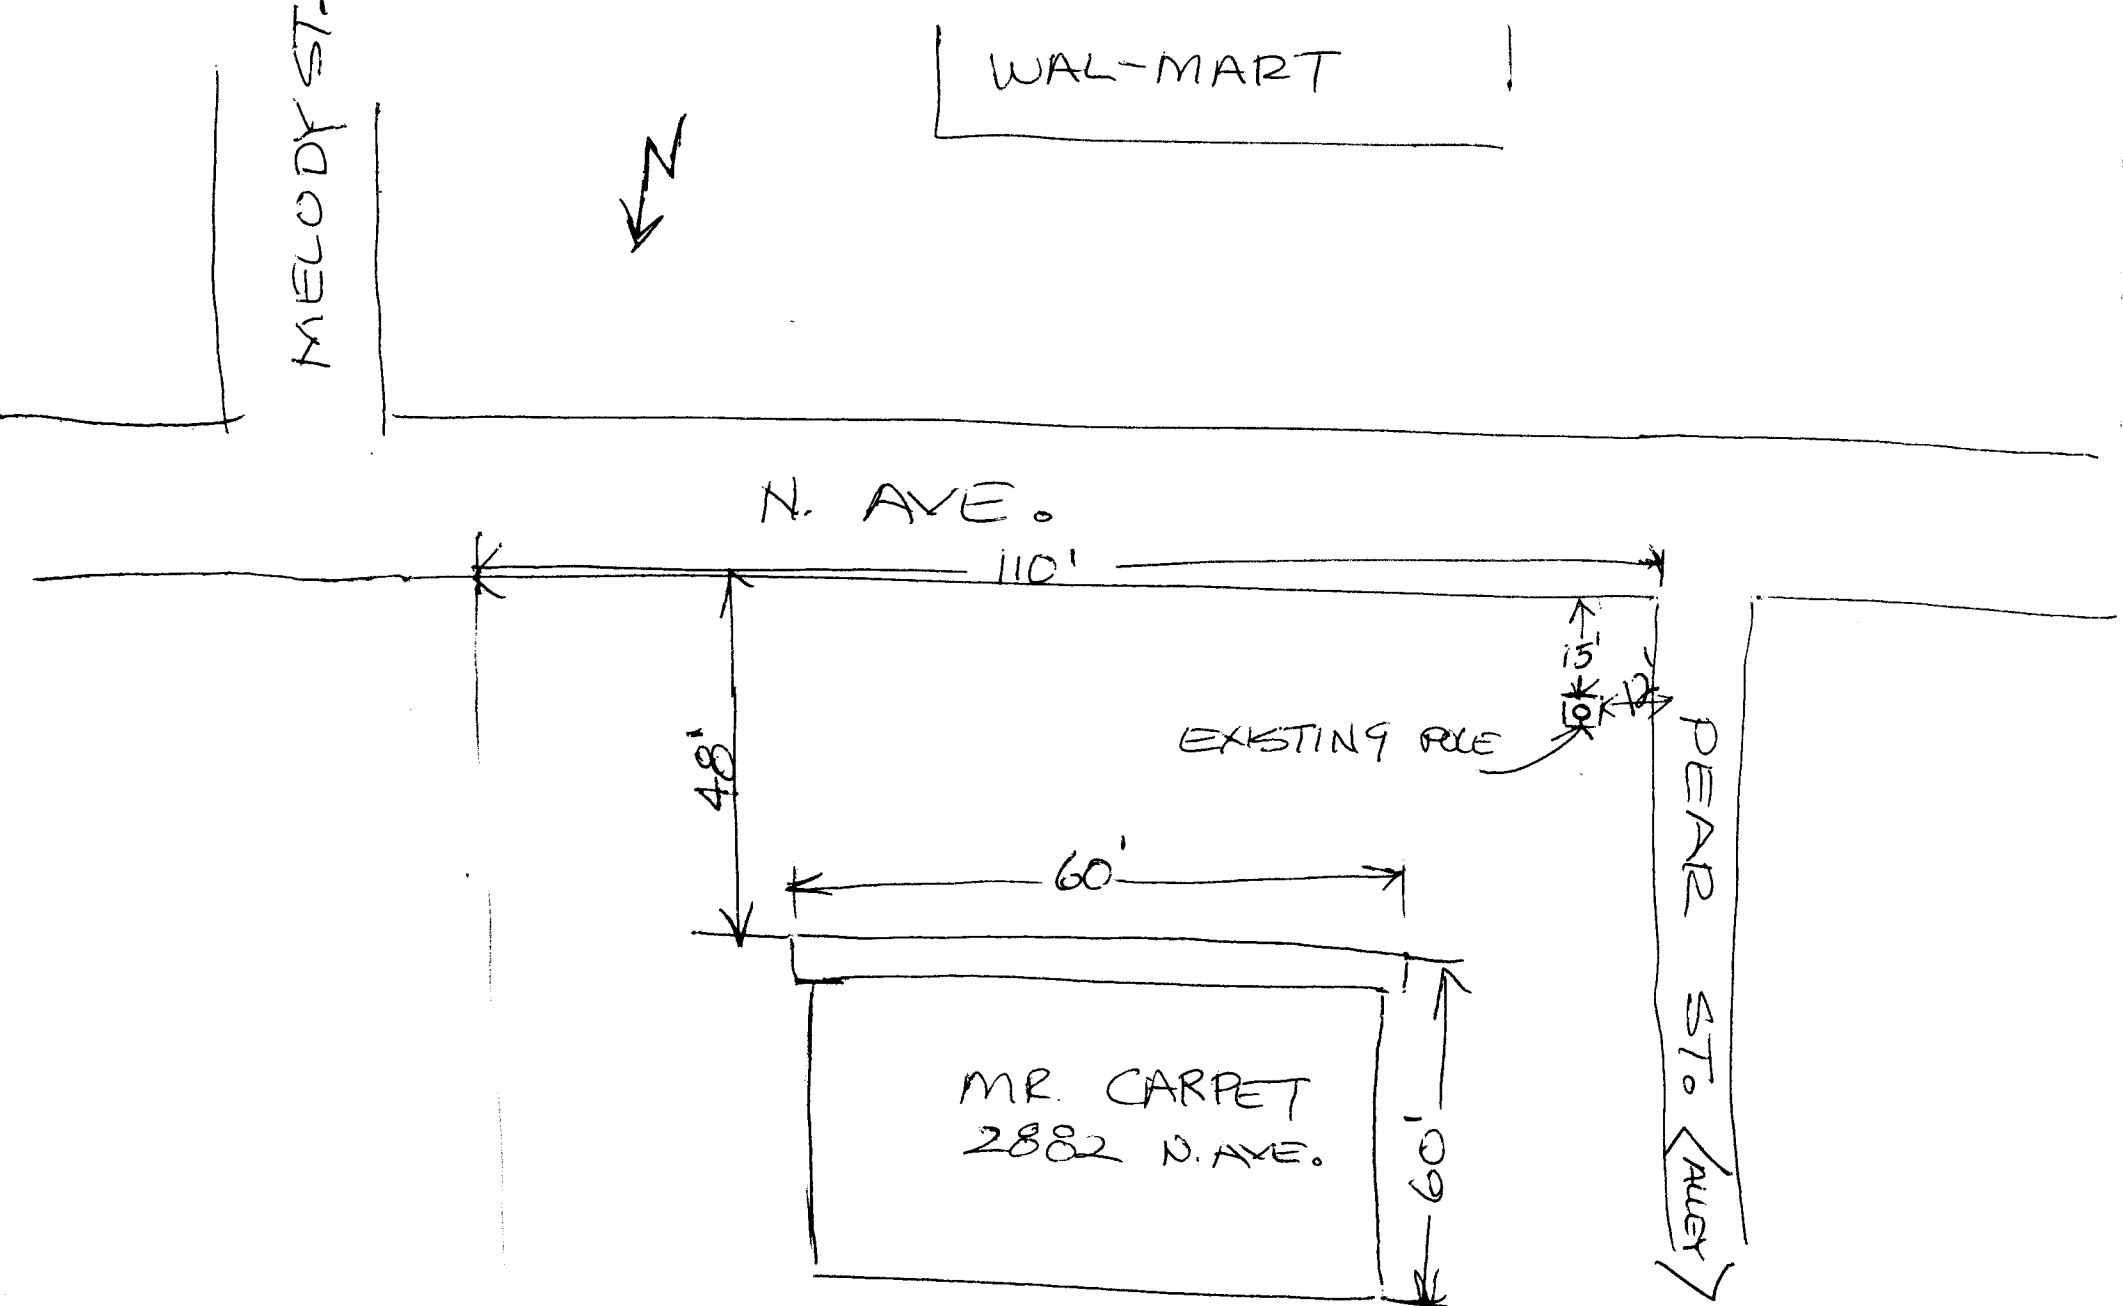 MELODY ST.
WAL-MART
N
N. AVE.
110'
15'
12'
EXISTING POLE
48'
60'
PEAR ST. <ALLEY>
MR. CARPET
2882 N. AVE.
60'